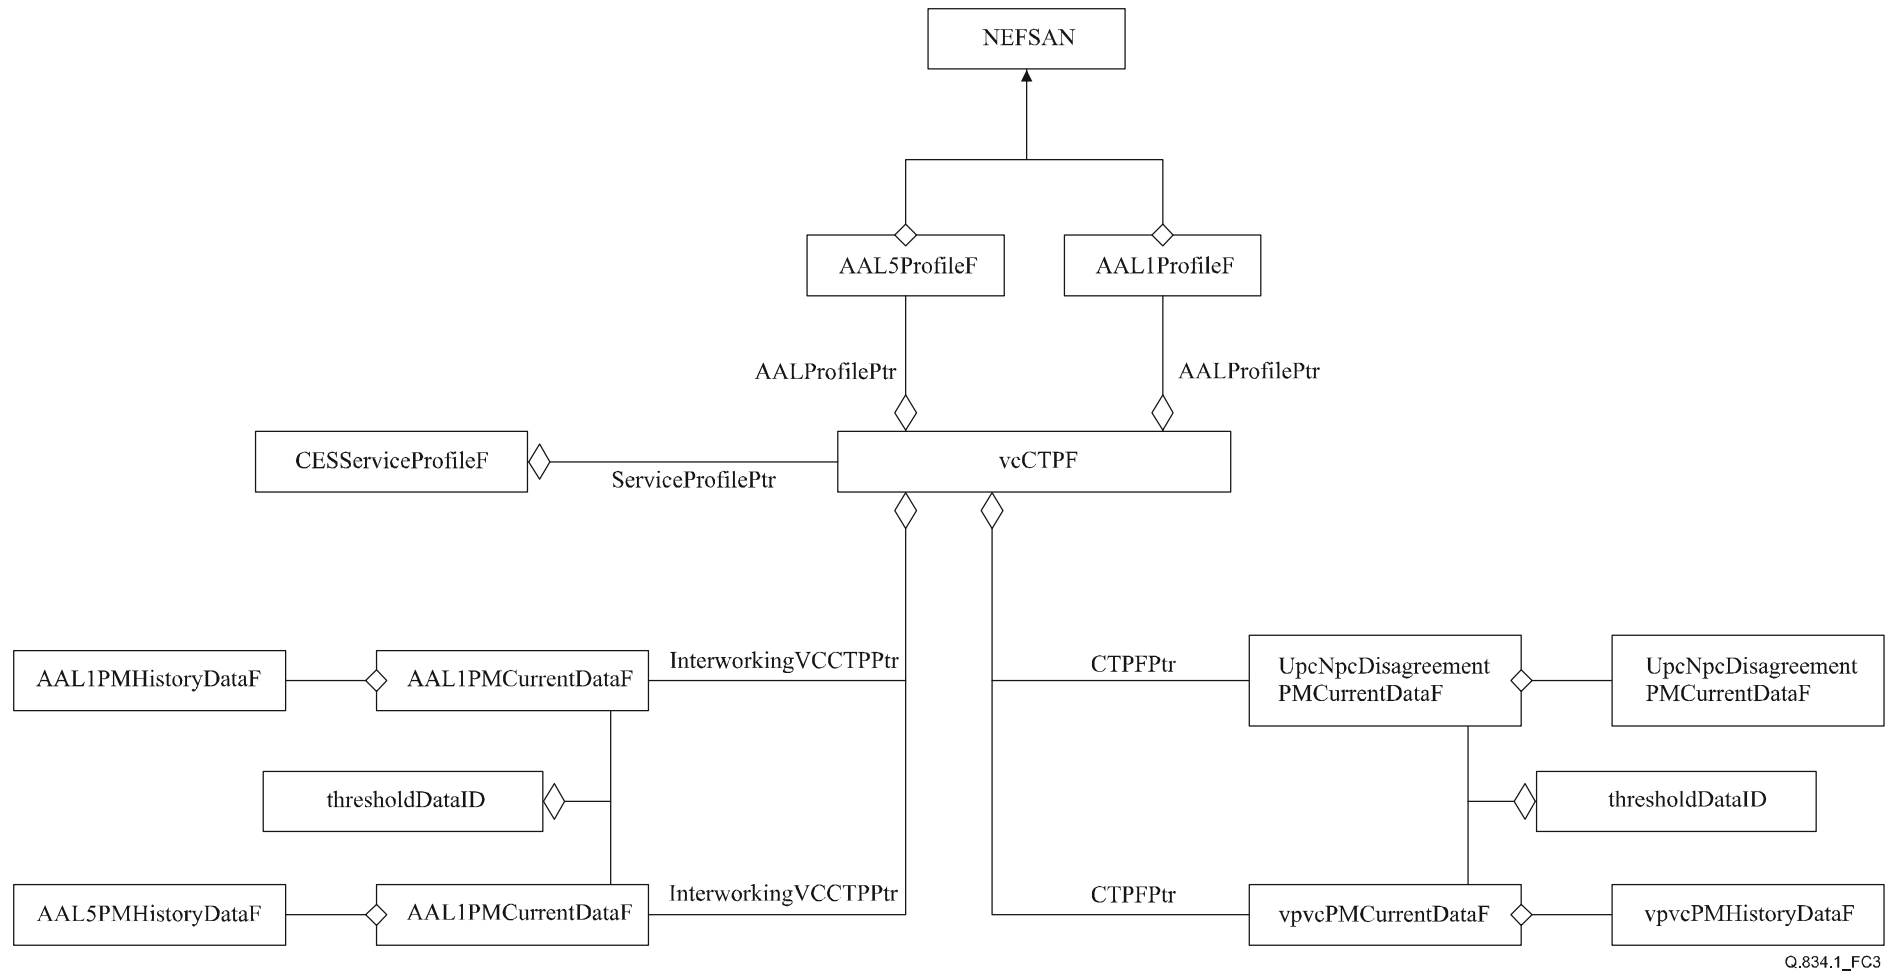 NEFSAN
AAL5ProfileF
AAL1ProfileF
AALProfilePtr
AALProfilePtr
CESServiceProfileF
vcCTPF
ServiceProfilePtr
AAL1PMHistoryDataF
AAL1PMCurrentDataF
InterworkingVCCTPPtr
CTPFPtr
UpcNpcDisagreement
PMCurrentDataF
UpcNpcDisagreement
PMCurrentDataF
thresholdDataID
thresholdDataID
AAL5PMHistoryDataF
AAL1PMCurrentDataF
InterworkingVCCTPPtr
CTPFPtr
vpvcPMCurrentDataF
vpvcPMHistoryDataF
Q.834.1_FC3